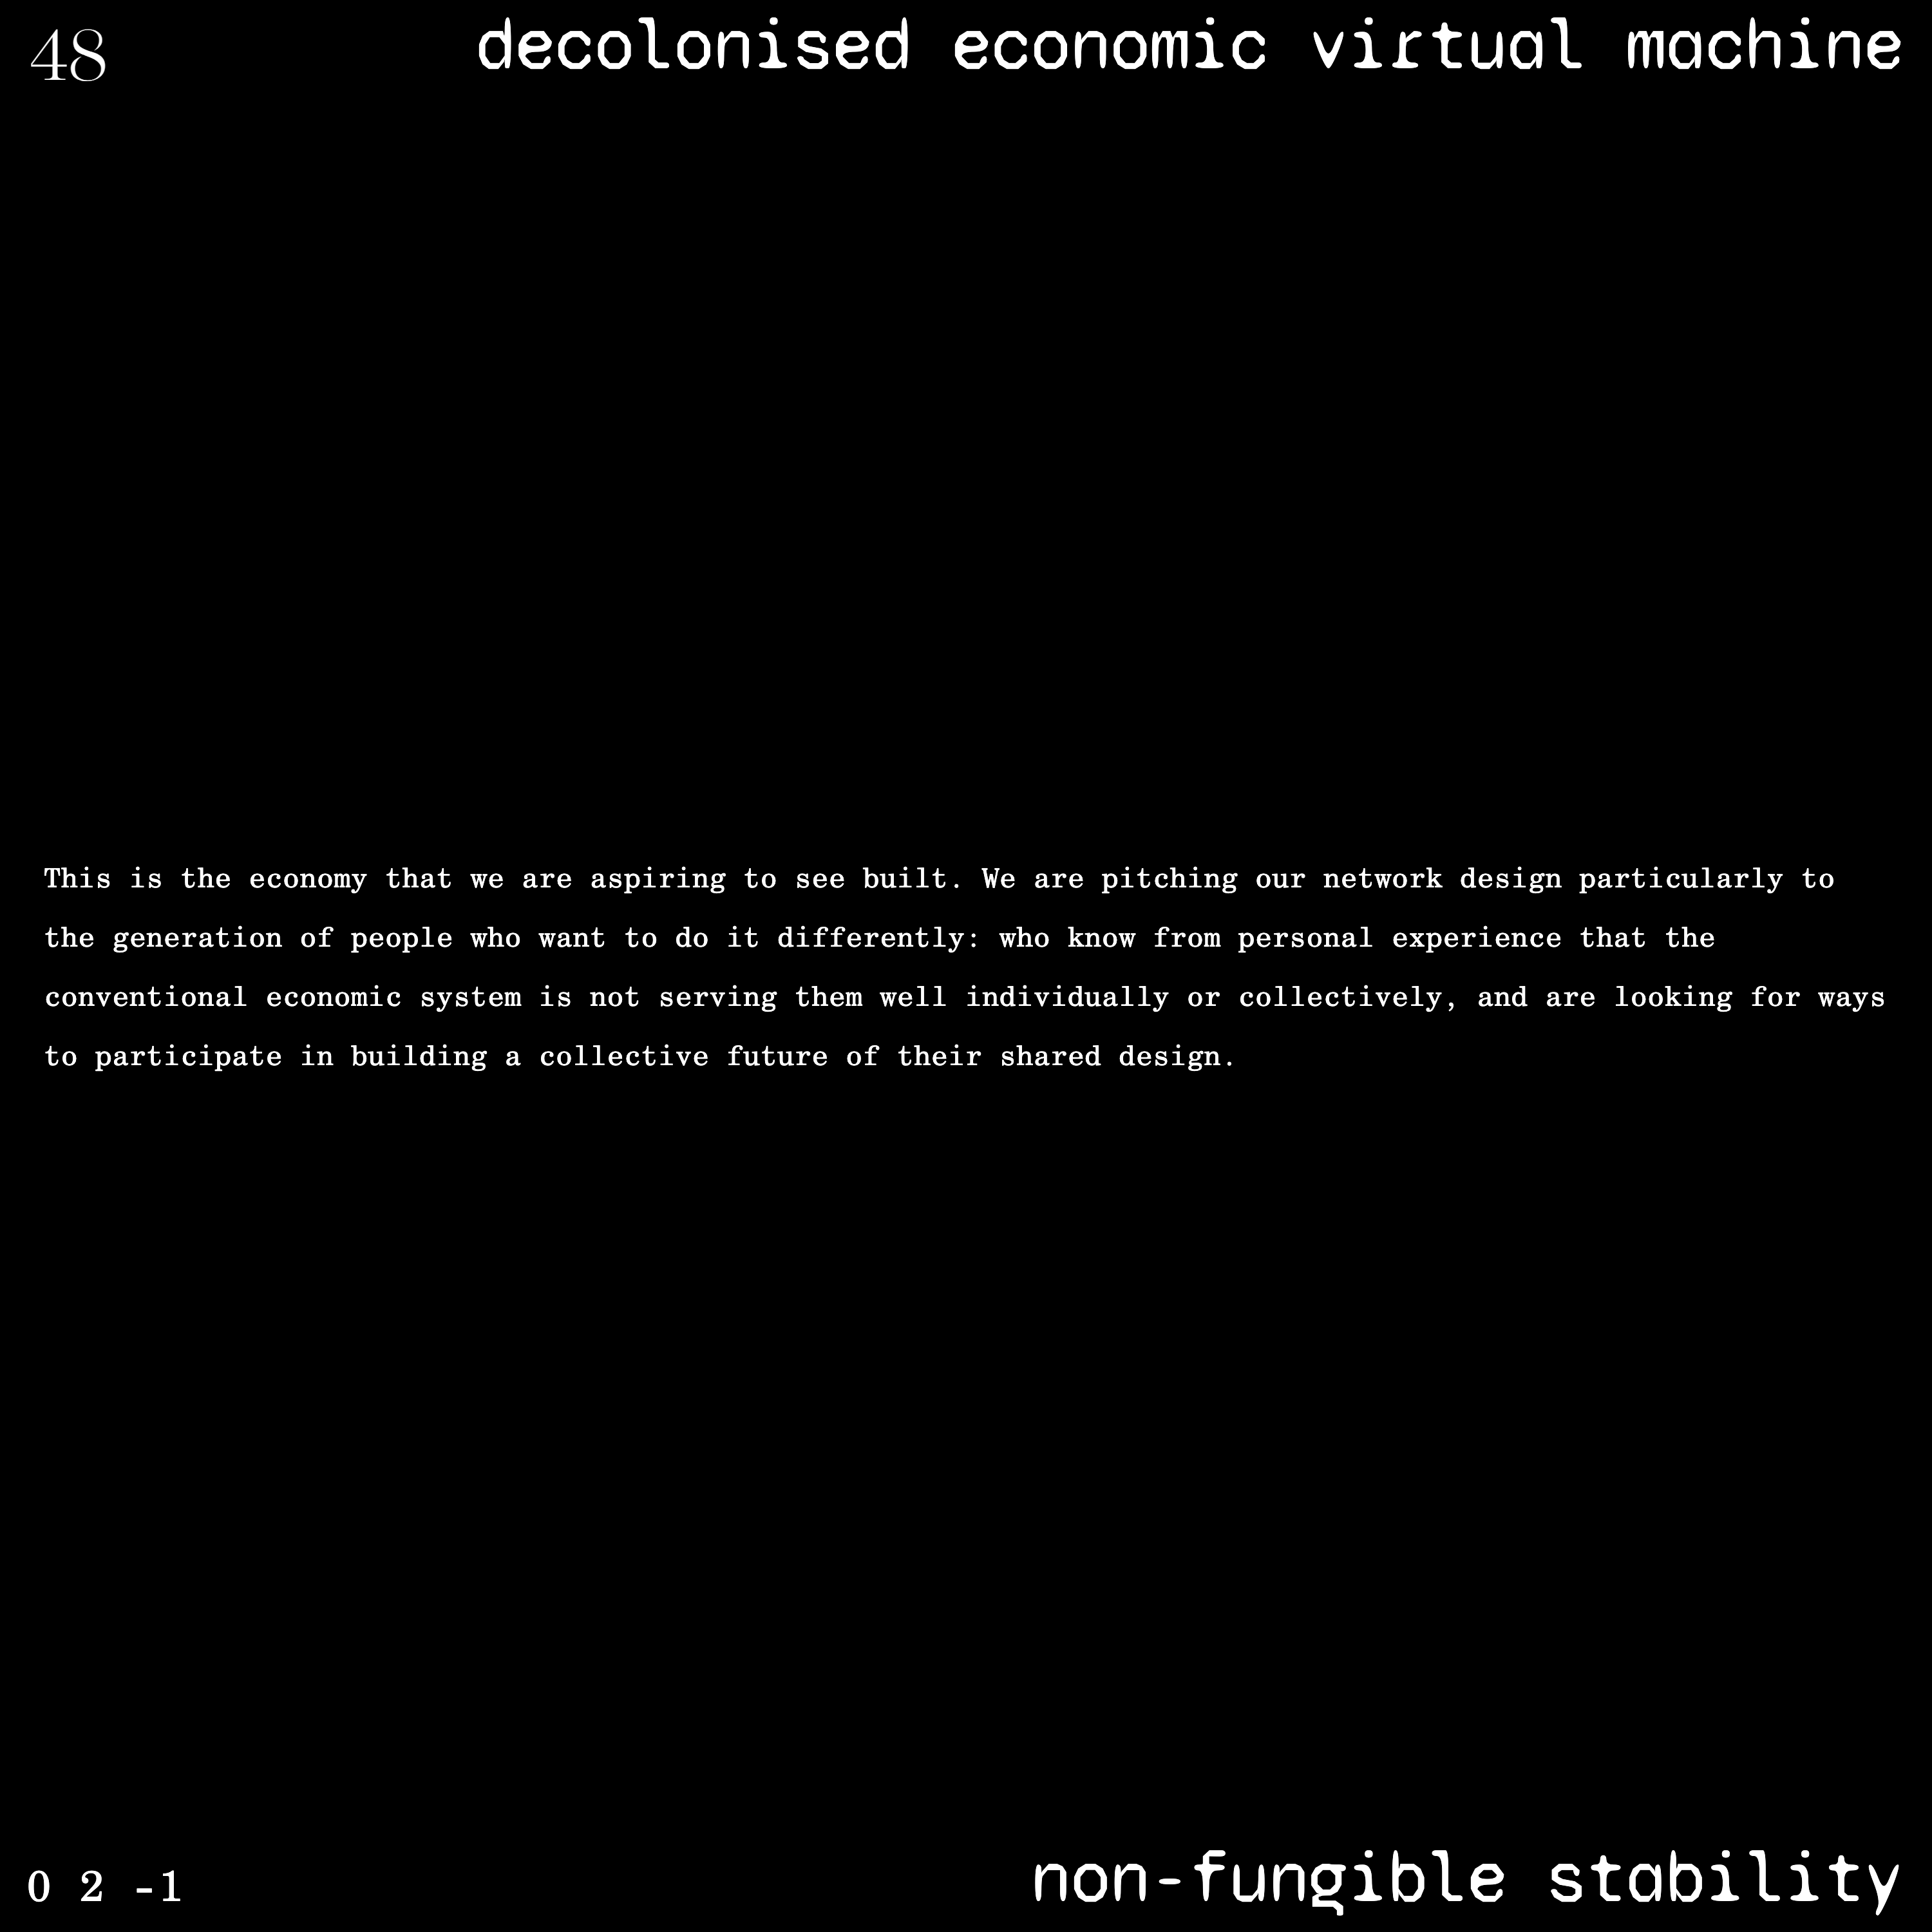 48
decolonised economic virtual machine
This is the economy that we are aspiring to see built. We are pitching our network design particularly to
the generation of people who want to do it differently: who know from personal experience that the
conventional economic system is not serving them well individually or collectively, and are looking for ways
to participate in building a collective future of their shared design.
0 2 -1
non-fungible stability